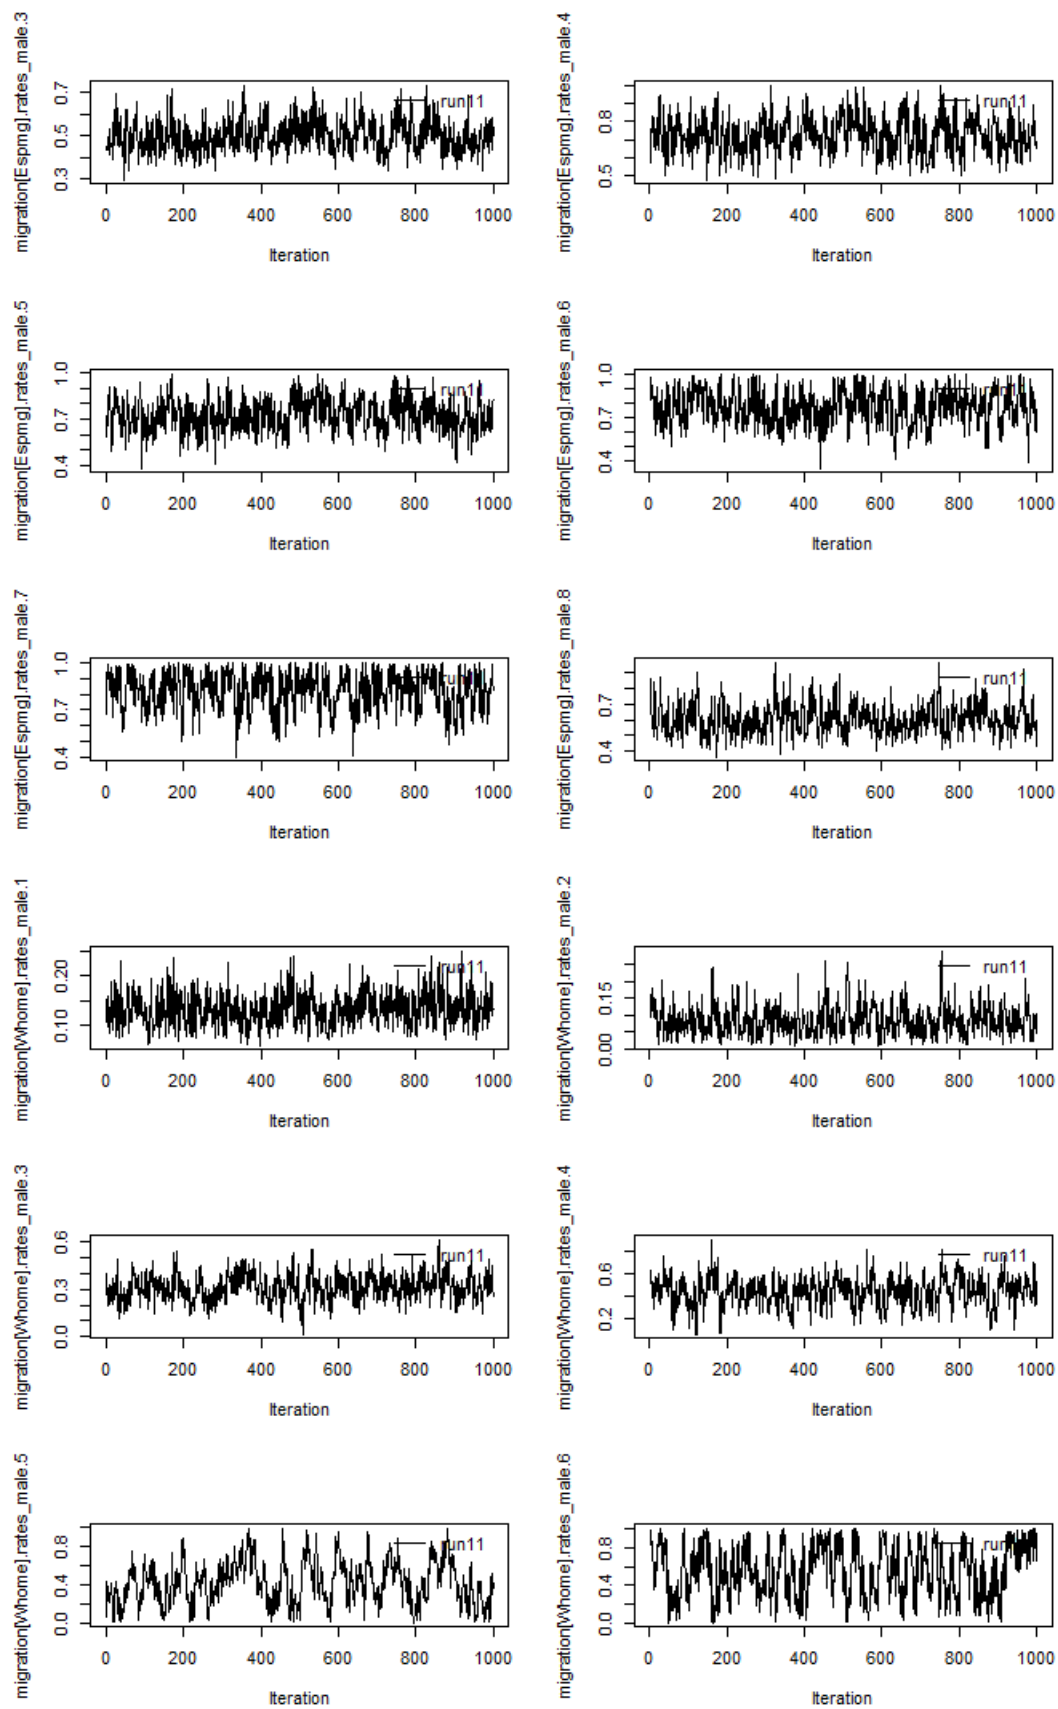 migration[Espmg].rates_male.3
0.3 0.5 0.7
run11
0 200 400 600 800 1000
Iteration
migration[Espmg].rates_male.4
0.5 0.8
run11
0 200 400 600 800 1000
Iteration
migration[Espmg].rates_male.5
0.4 0.7 1.0
run11
0 200 400 600 800 1000
Iteration
migration[Espmg].rates_male.6
0.4 0.7 1.0
run11
0 200 400 600 800 1000
Iteration
migration[Espmg].rates_male.7
0.4 0.7 1.0
run11
0 200 400 600 800 1000
Iteration
migration[Espmg].rates_male.8
0.4 0.7
run11
0 200 400 600 800 1000
Iteration
migration[Whome].rates_male.1
0.10 0.20
run11
0 200 400 600 800 1000
Iteration
migration[Whome].rates_male.2
0.00 0.15
run11
0 200 400 600 800 1000
Iteration
migration[Whome].rates_male.3
0.0 0.3 0.6
run11
0 200 400 600 800 1000
Iteration
migration[Whome].rates_male.4
0.2 0.6
run11
0 200 400 600 800 1000
Iteration
migration[Whome].rates_male.5
0.0 0.4 0.8
run11
0 200 400 600 800 1000
Iteration
migration[Whome].rates_male.6
0.0 0.4 0.8
run11
0 200 400 600 800 1000
Iteration